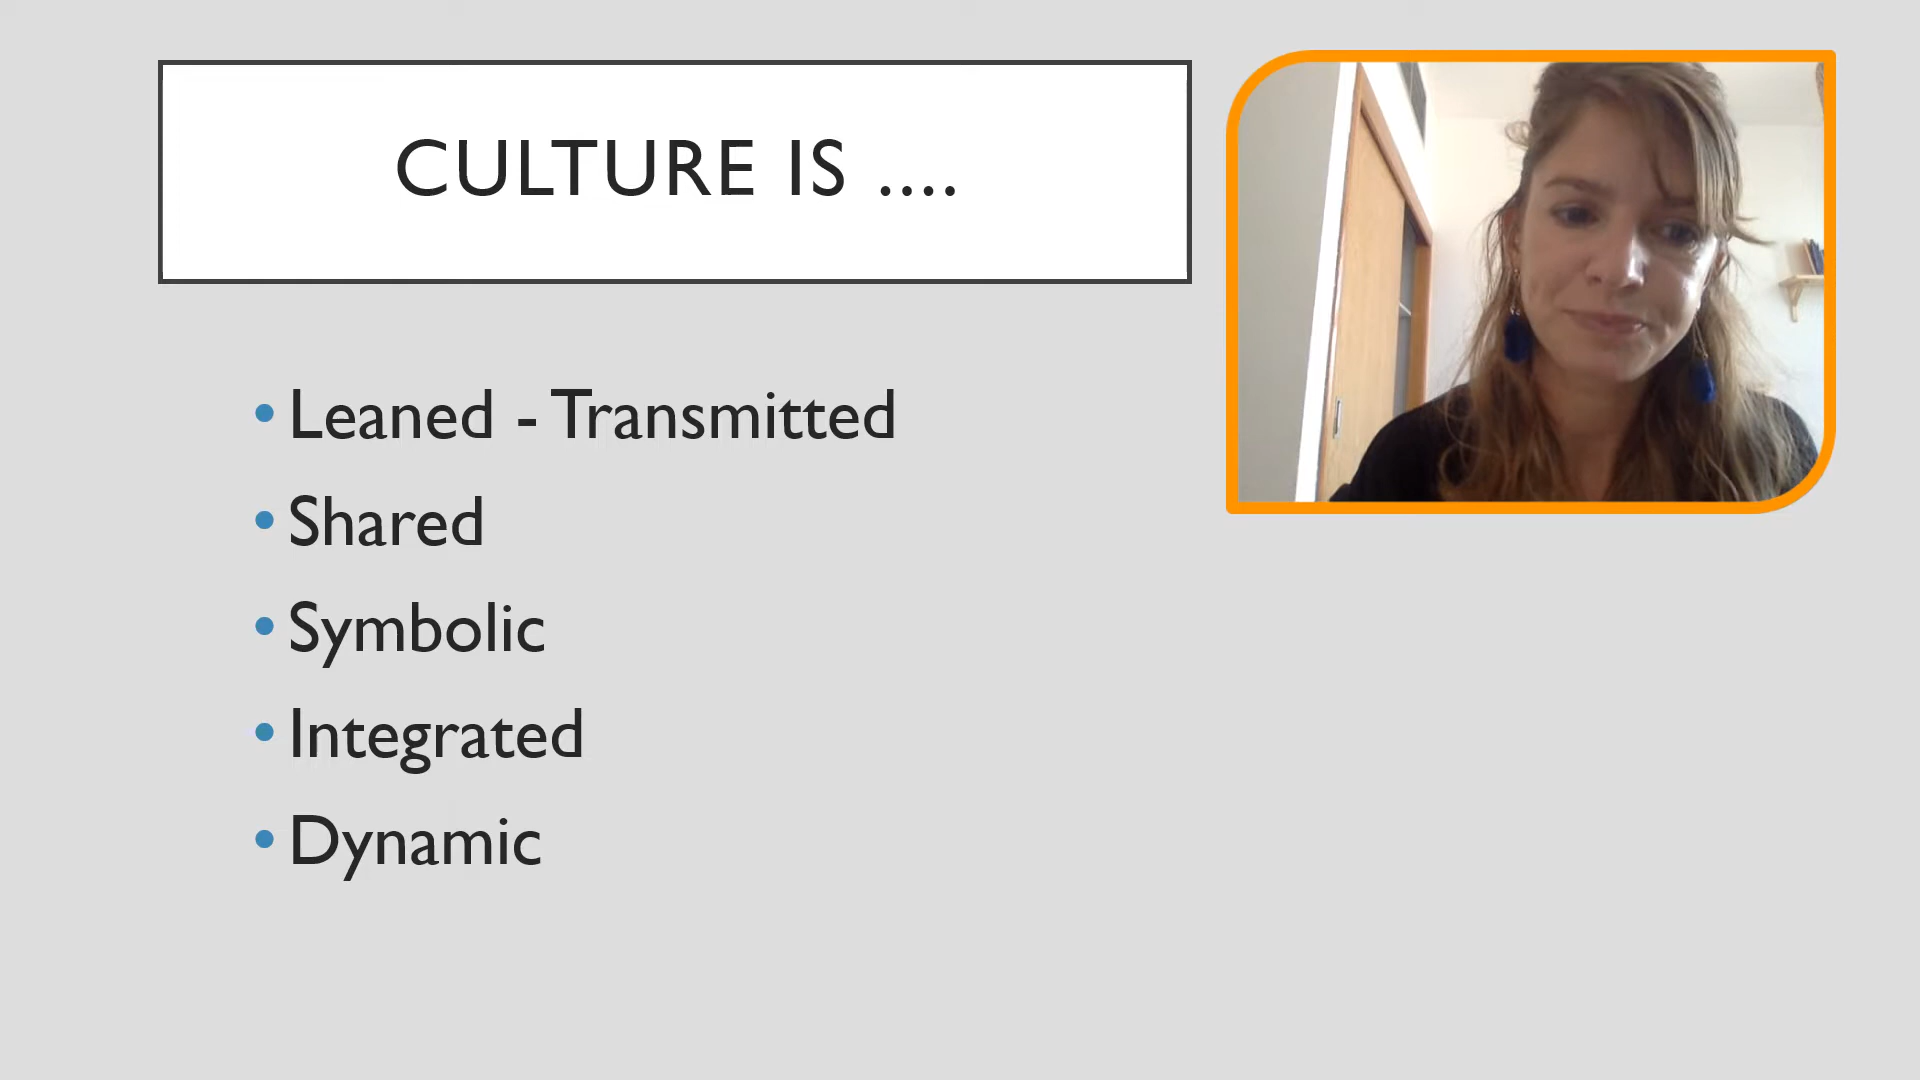 CULTURE IS ....
• Leaned - Transmitted
• Shared
• Symbolic
• Integrated
• Dynamic